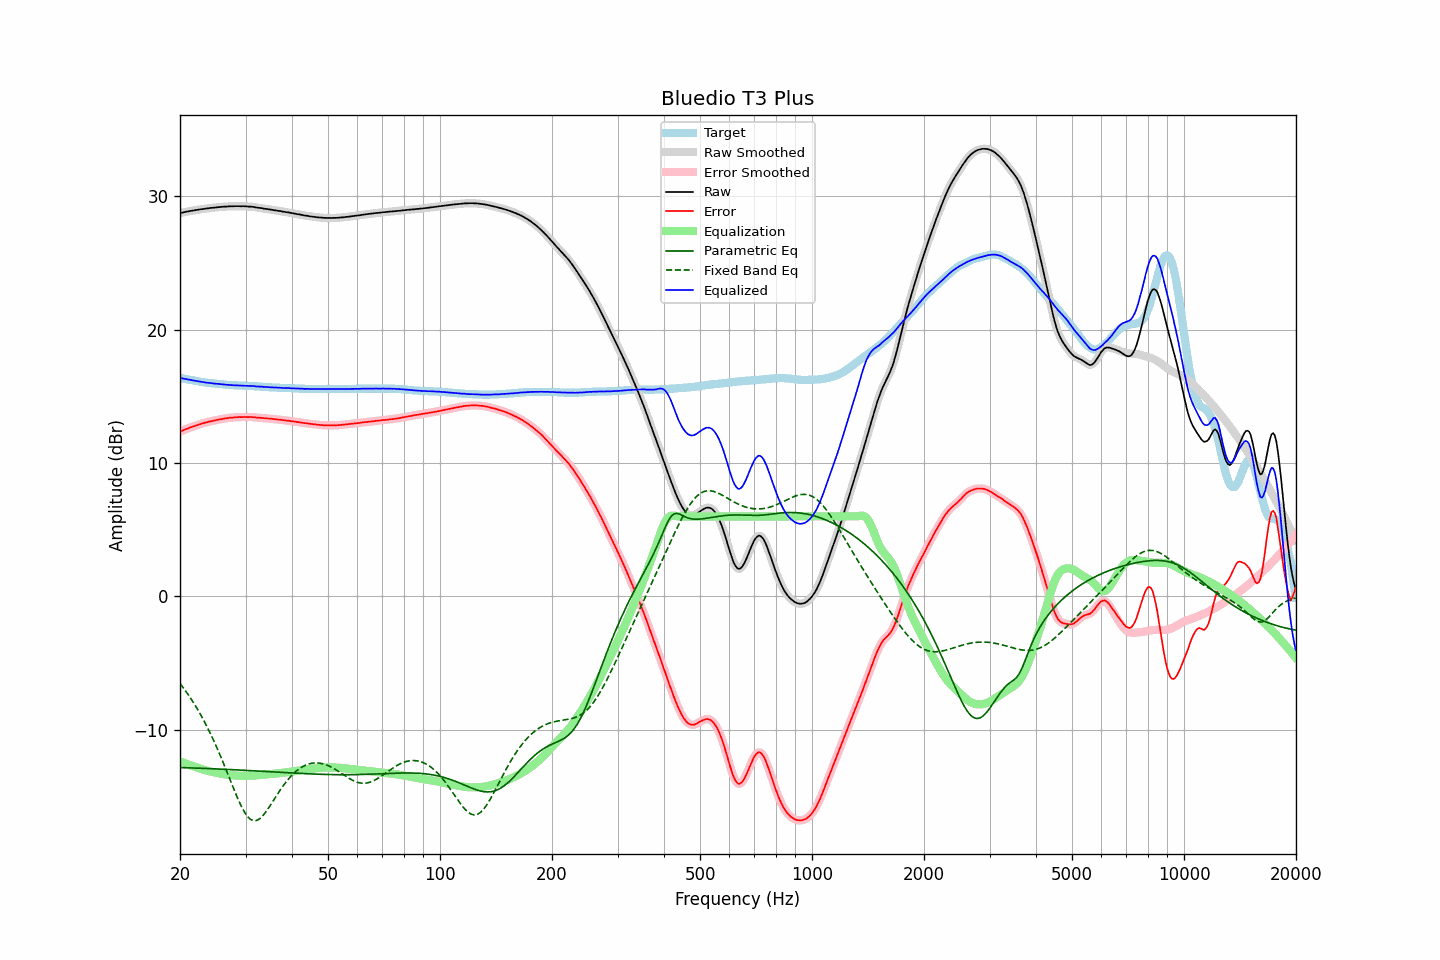 Bluedio T3 Plus
Target
Raw Smoothed
Error Smoothed
Raw
Error
Equalization
Parametric Eq
Fixed Band Eq
Equalized
30
20
10
0
−10
Amplitude (dBr)
20
50
100
200
500
1000
2000
5000
10000
20000
Frequency (Hz)